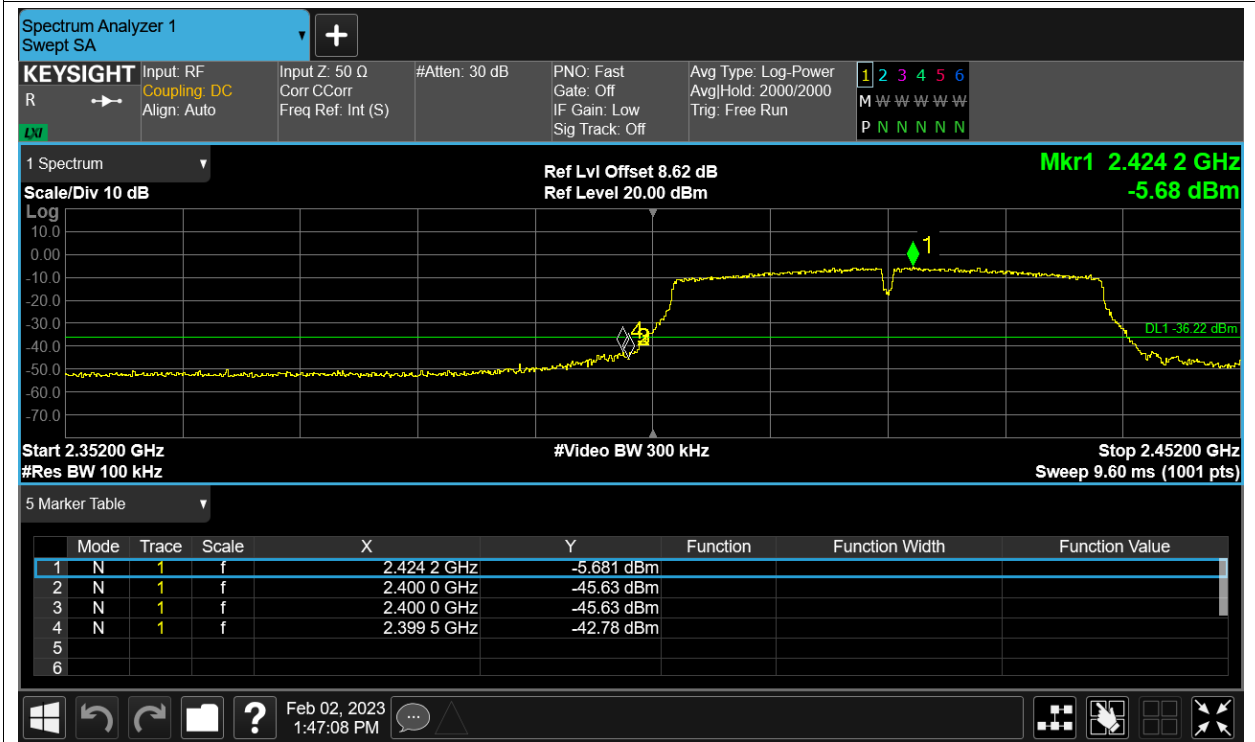 Spectrum Analyzer 1
Swept SA
+
KEYSIGHT Input: RF Input Z: 50 Ω #Atten: 30 dB PNO: Fast Avg Type: Log-Power 1 2 3 4 5 6
R Coupling: DC Corr CCorr Gate: Off Avg|Hold: 2000/2000 M W W W W W
Align: Auto Freq Ref: Int (S) IF Gain: Low Trig: Free Run
LXI Sig Track: Off P N N N N N
1 Spectrum Ref Lvl Offset 8.62 dB Mkr1 2.424 2 GHz
Scale/Div 10 dB Ref Level 20.00 dBm -5.68 dBm
Log
10.0
1
0.00
-10.0
-20.0
-30.0
4 DL1 -36.22 dBm
-40.0
-50.0
-60.0
-70.0
Start 2.35200 GHz #Video BW 300 kHz Stop 2.45200 GHz
#Res BW 100 kHz Sweep 9.60 ms (1001 pts)
5 Marker Table
Mode Trace Scale X Y Function Function Width Function Value
1 N 1 f 2.424 2 GHz -5.681 dBm
2 N 1 f 2.400 0 GHz -45.63 dBm
3 N 1 f 2.400 0 GHz -45.63 dBm
4 N 1 f 2.399 5 GHz -42.78 dBm
5
6
? Feb 02, 2023
1:47:08 PM